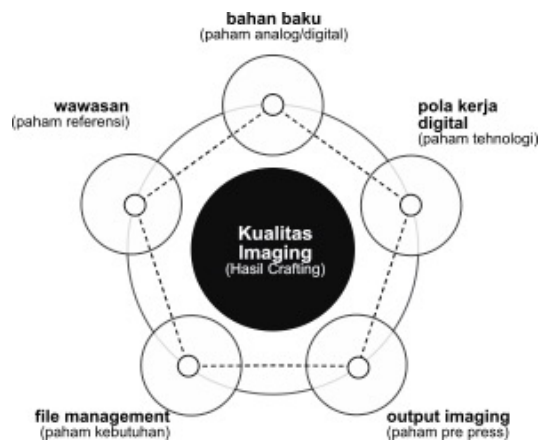 bahan baku
(paham analog/digital)
wawasan
(paham referensi)
pola kerja
digital
(paham tehnologi)
Kualitas
Imaging
(Hasil Crafting)
file management
(paham kebutuhan)
output imaging
(paham pre press)